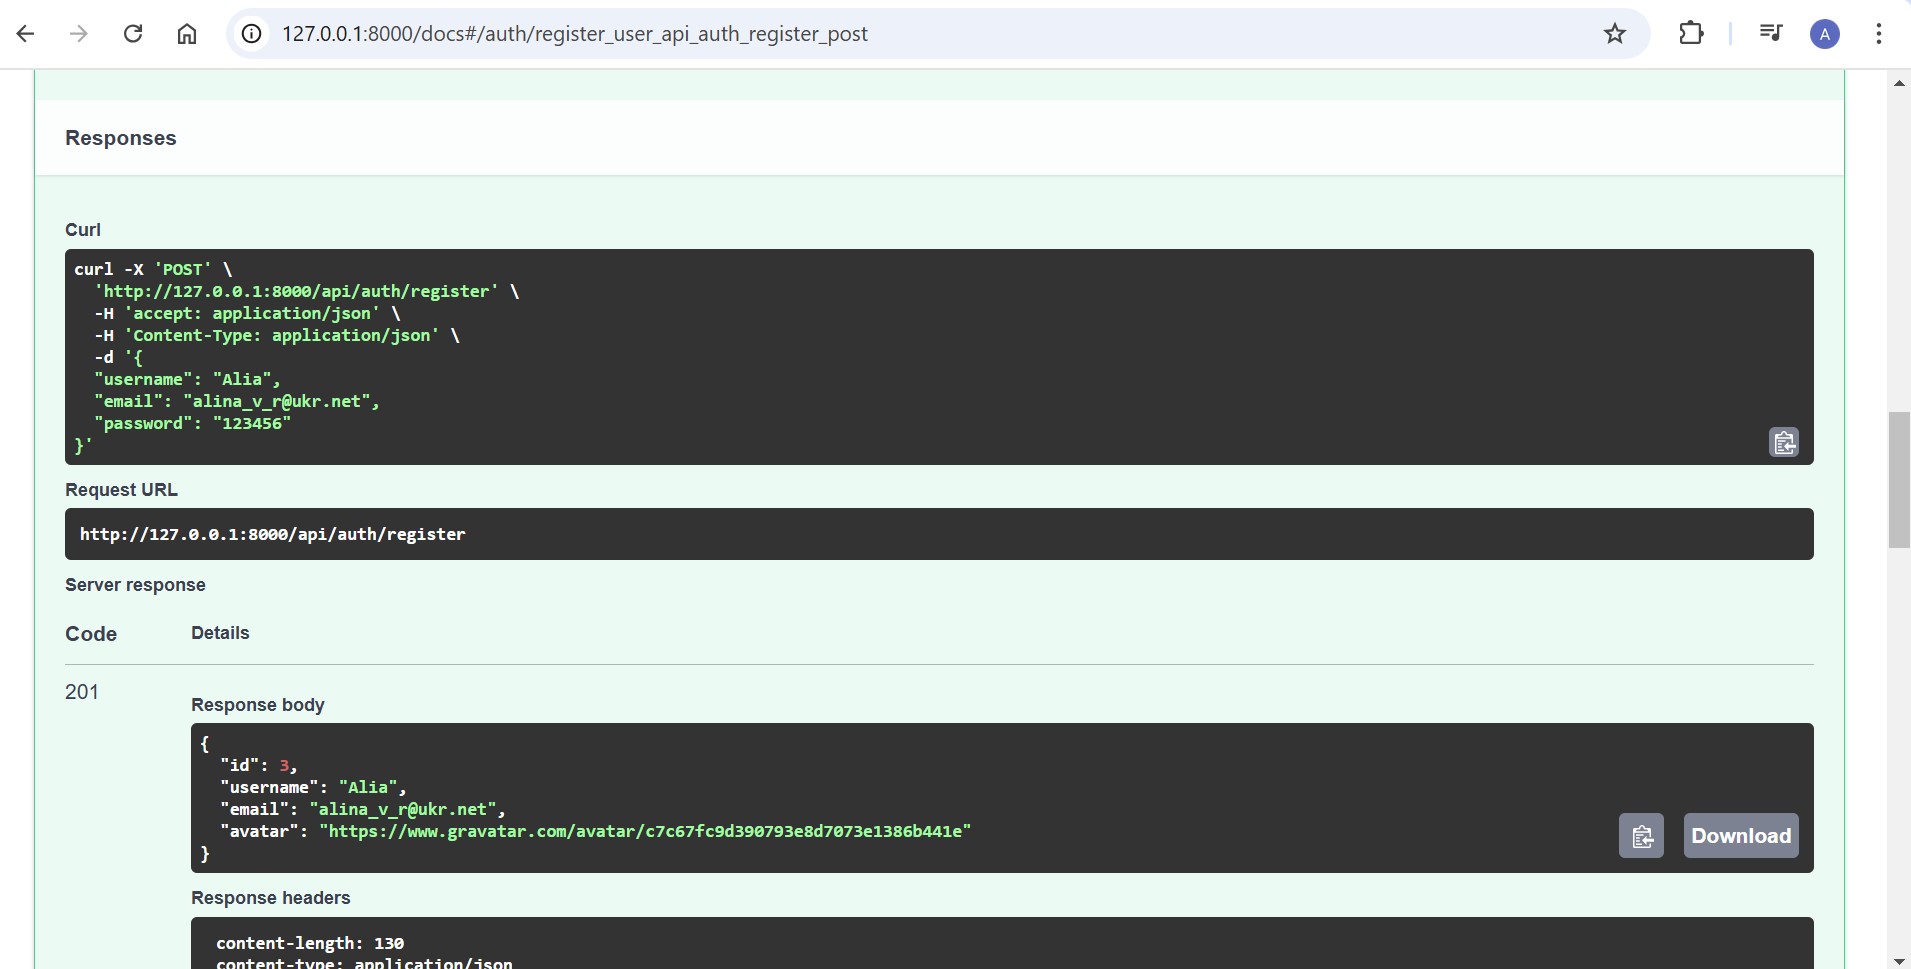 127.0.0.1:8000/docs#/auth/register_user_api_auth_register_post
A
Responses
Curl
curl -X 'POST' \
  'http://127.0.0.1:8000/api/auth/register' \
  -H 'accept: application/json' \
  -H 'Content-Type: application/json' \
  -d '{
  "username": "Alia",
  "email": "alina_v_r@ukr.net",
  "password": "123456"
}'
Request URL
http://127.0.0.1:8000/api/auth/register
Server response
Code Details
201
Response body
{
  "id": 3,
  "username": "Alia",
  "email": "alina_v_r@ukr.net",
  "avatar": "https://www.gravatar.com/avatar/c7c67fc9d390793e8d7073e1386b441e"
}
Download
Response headers
content-length: 130
content-type: application/json